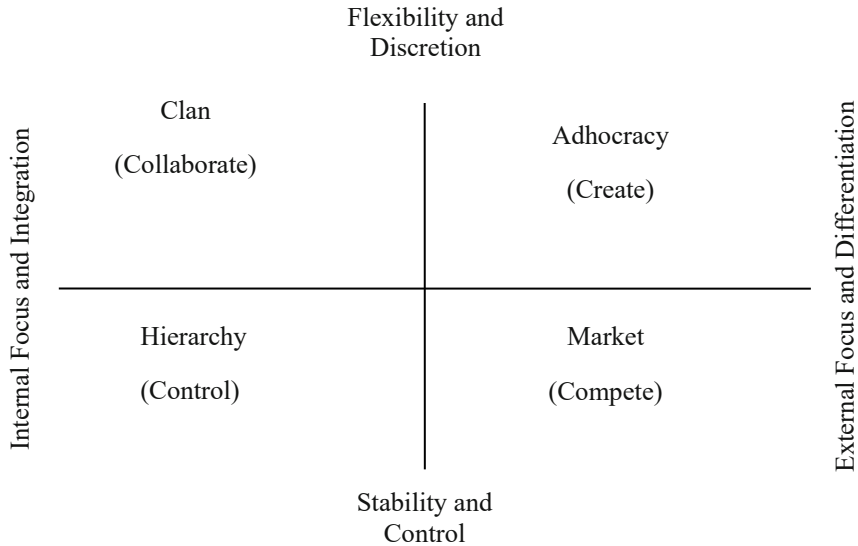 Flexibility and
Discretion
Clan
(Collaborate)
Adhocracy
(Create)
Internal Focus and Integration
External Focus and Differentiation
Hierarchy
(Control)
Market
(Compete)
Stability and
Control